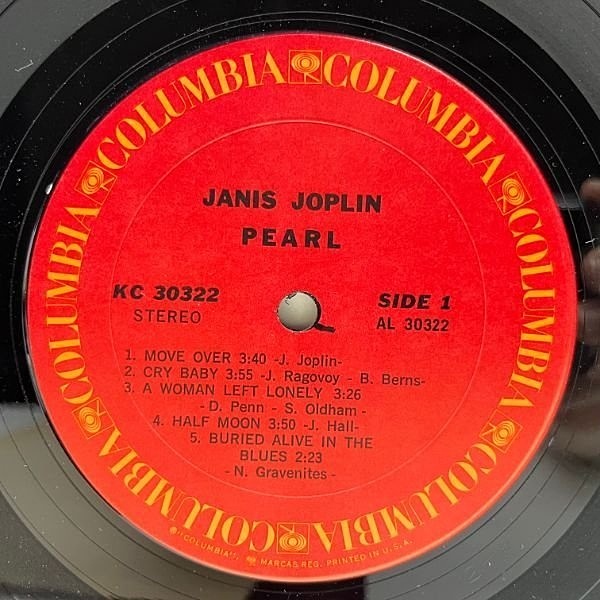 COLUMBIA COLUMBIA COLUMBIA COLUMBIA COLUMBIA COLUMBIA
JANIS JOPLIN
PEARL
KC 30322 SIDE 1
STEREO AL 30322
1. MOVE OVER 3:40 -J. Joplin-
2. CRY BABY 3:55 -J. Ragovoy - B. Berns-
3. A WOMAN LEFT LONELY 3:26
-D. Penn - S. Oldham -
4. HALF MOON 3:50 -J. Hall-
5. BURIED ALIVE IN THE
BLUES 2:23
-N. Gravenites-
® "COLUMBIA", MARCAS REG. PRINTED IN U.S.A.